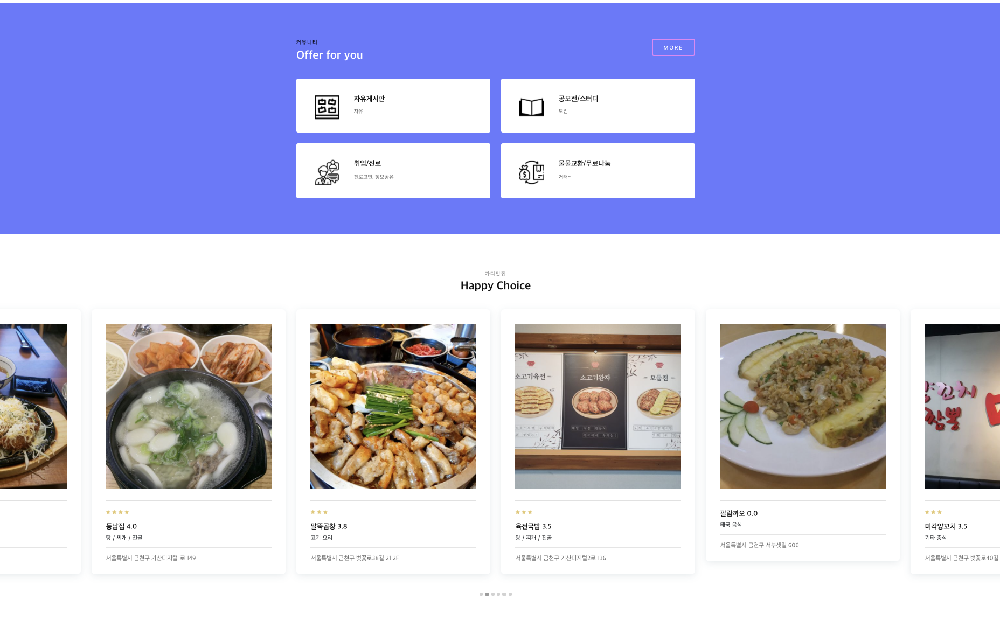 커뮤니티
Offer for you
MORE
자유게시판
자유
공모전/스터디
모임
취업/진로
진로고민, 정보공유
물물교환/무료나눔
거래~
가디맛집
Happy Choice
소고기육전
소고기완자
모둠전
꼬치
짬뽕
동남집 4.0
탕 / 찌개 / 전골
서울특별시 금천구 가산디지털1로 149
말뚝곱창 3.8
고기 요리
서울특별시 금천구 벚꽃로38길 21 2F
육전국밥 3.5
탕 / 찌개 / 전골
서울특별시 금천구 가산디지털2로 136
팔람까오 0.0
태국 음식
서울특별시 금천구 서부샛길 606
미각양꼬치 3.5
기타 중식
서울특별시 금천구 벚꽃로40길